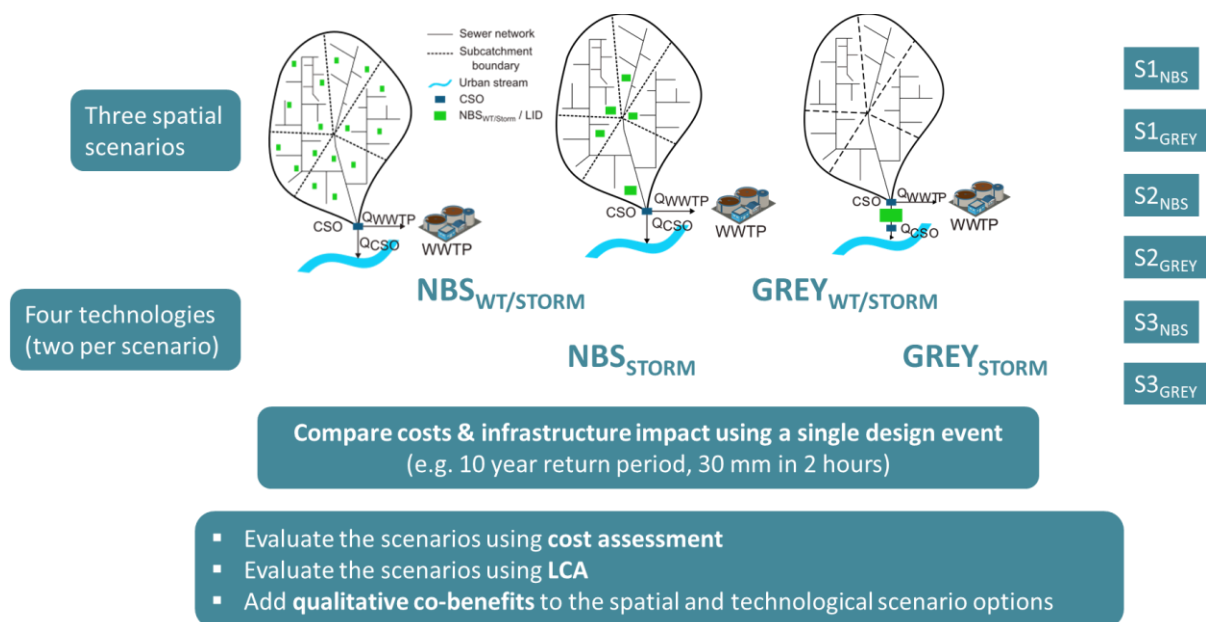 Three spatial
scenarios
Sewer network
Subcatchment
boundary
Urban stream
CSO
NBSWT/Storm / LID
CSO
QWWTP
QCSO
WWTP
CSO
QWWTP
QCSO
WWTP
CSO
QWWTP
QCSO
WWTP
S1NBS
S1GREY
S2NBS
S2GREY
S3NBS
S3GREY
Four technologies
(two per scenario)
NBSWT/STORM
GREYWT/STORM
NBSSTORM
GREYSTORM
Compare costs & infrastructure impact using a single design event
(e.g. 10 year return period, 30 mm in 2 hours)
▪ Evaluate the scenarios using cost assessment
▪ Evaluate the scenarios using LCA
▪ Add qualitative co-benefits to the spatial and technological scenario options